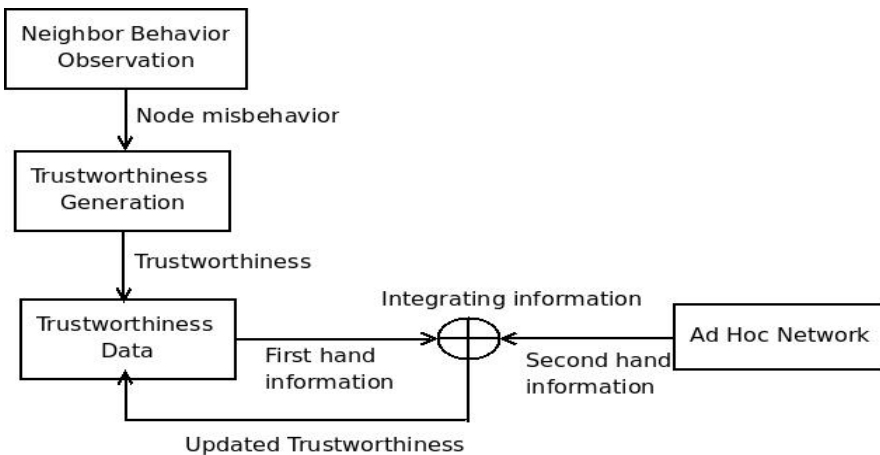 Neighbor Behavior
Observation
Node misbehavior
Trustworthiness
Generation
Trustworthiness
Integrating information
Trustworthiness
Data
First hand
information
Second hand
information
Ad Hoc Network
Updated Trustworthiness